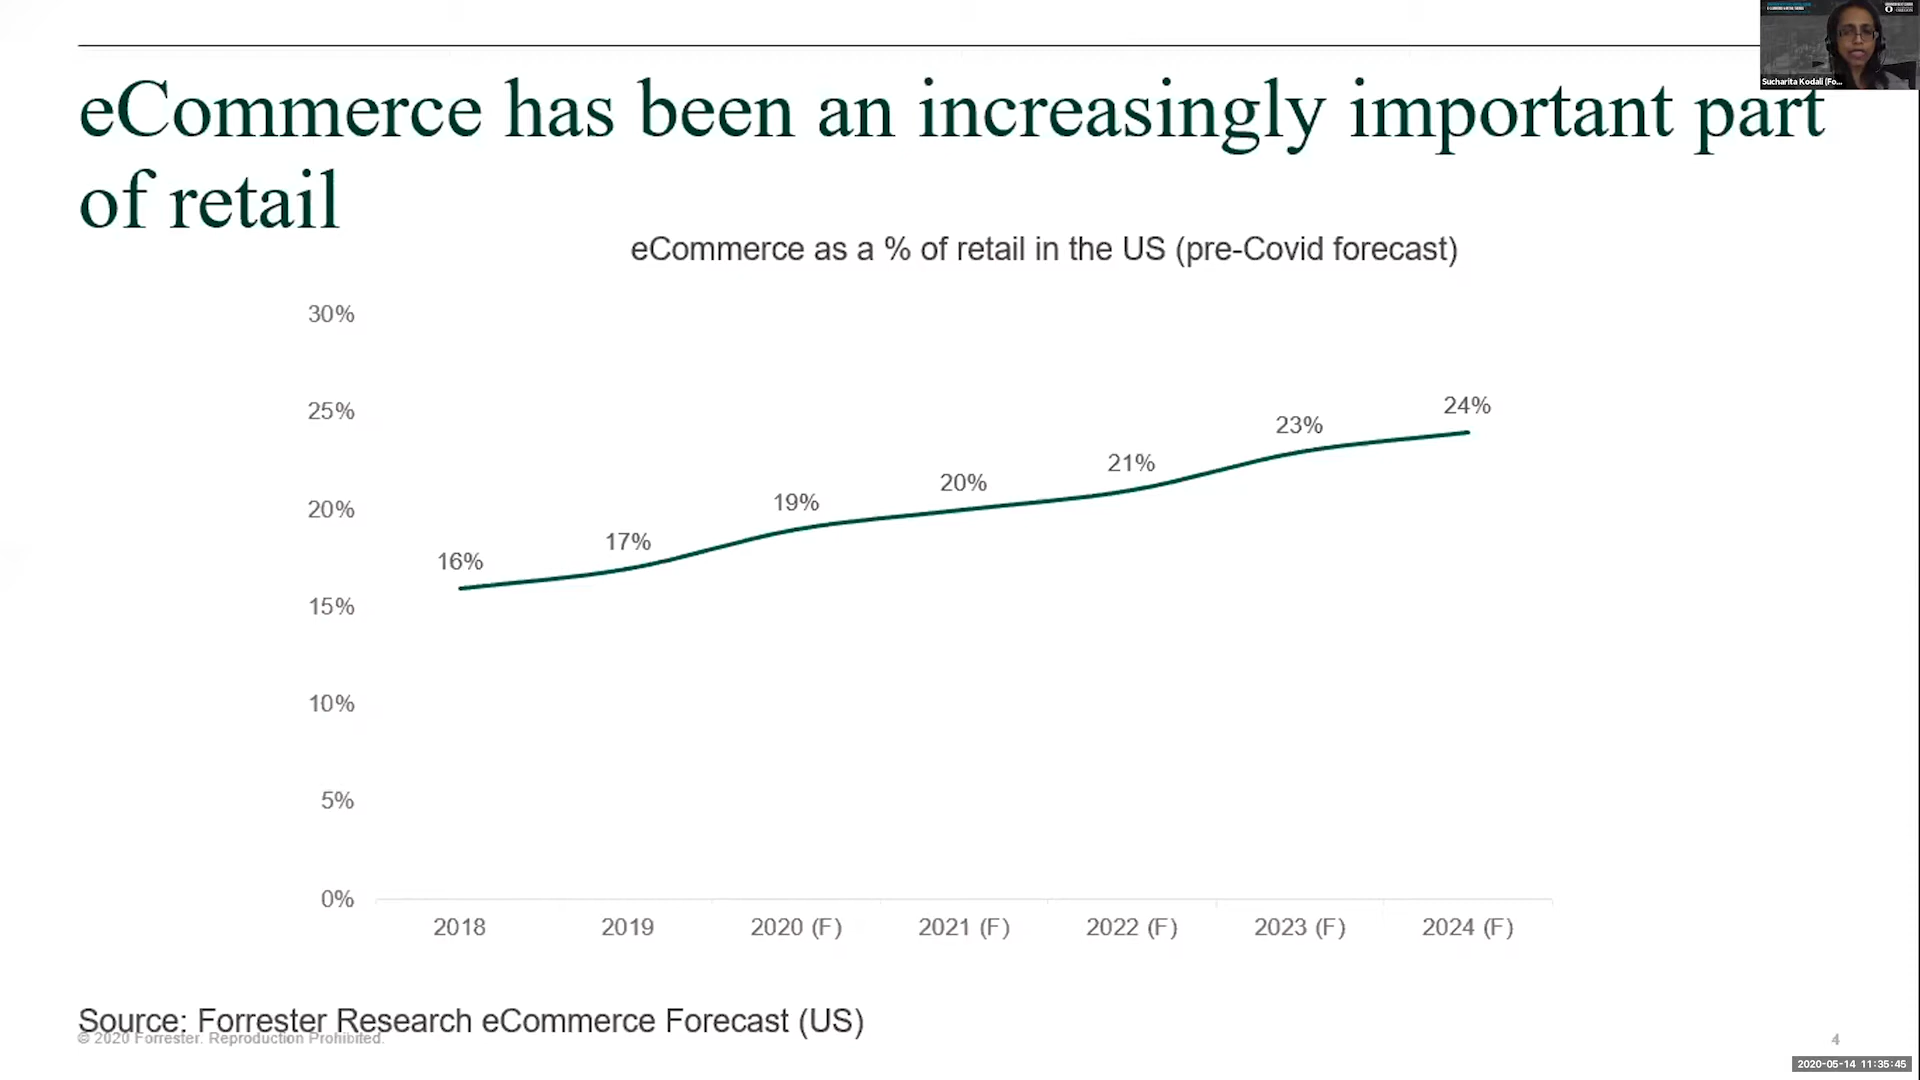 Sucharita Kodali (Fo...
eCommerce has been an increasingly important part
of retail
eCommerce as a % of retail in the US (pre-Covid forecast)
30%
25%
20%
15%
10%
5%
0%
16%
17%
19%
20%
21%
23%
24%
2018
2019
2020 (F)
2021 (F)
2022 (F)
2023 (F)
2024 (F)
Source: Forrester Research eCommerce Forecast (US)
© 2020 Forrester. Reproduction Prohibited.
4
2020-05-14 11:35:45